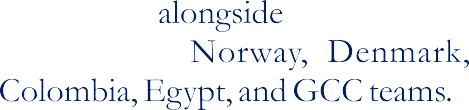 alongside
Norway, Denmark,
Colombia, Egypt, and GCC teams.